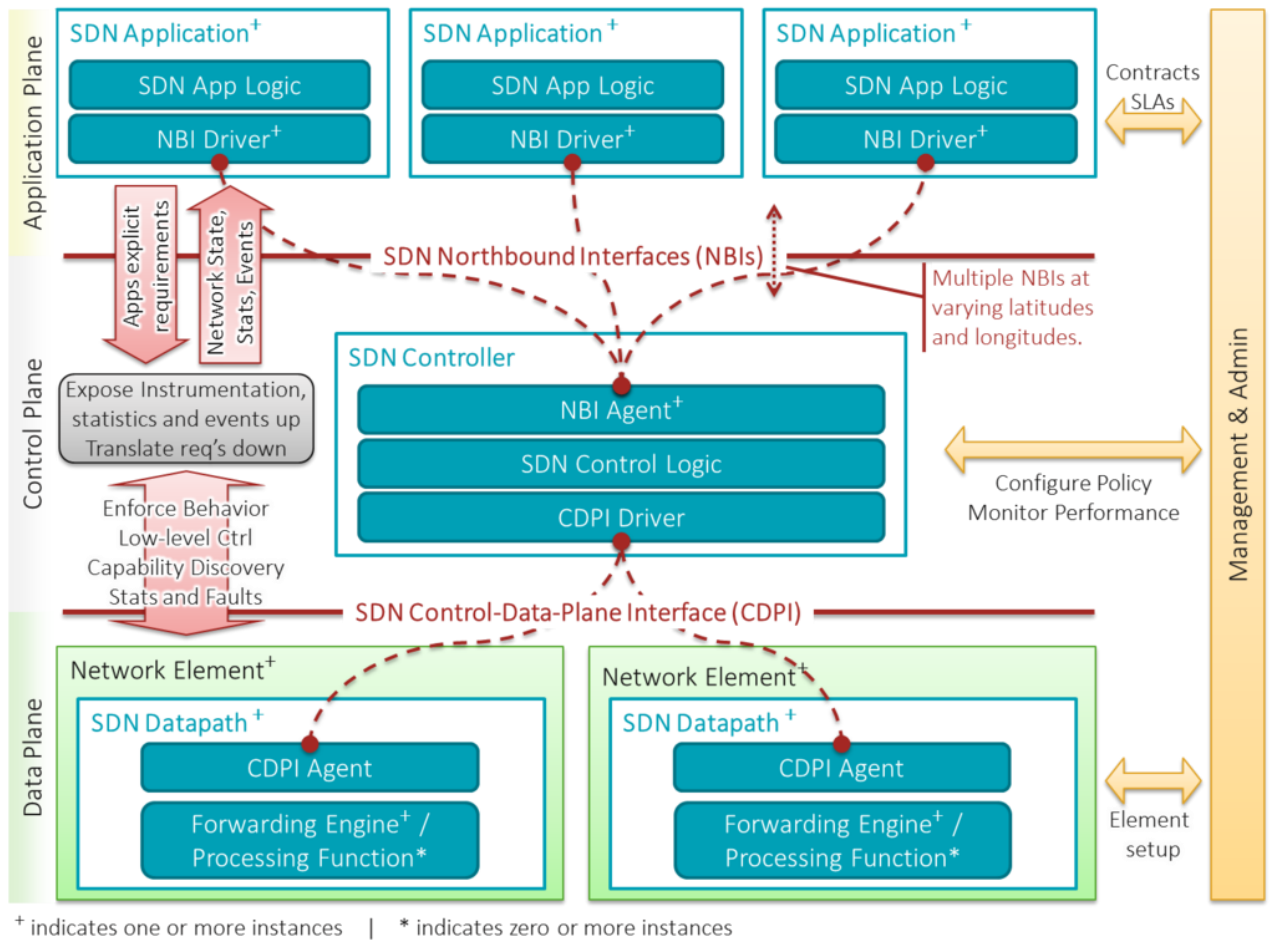 Application Plane
SDN Application+
SDN App Logic
NBI Driver+
SDN Application +
SDN App Logic
NBI Driver+
SDN Application +
SDN App Logic
NBI Driver+
Contracts
SLAs
Apps explicit
requirements
Network State,
Stats, Events
SDN Northbound Interfaces (NBIs)
Multiple NBIs at
varying latitudes
and longitudes.
Control Plane
Expose Instrumentation,
statistics and events up
Translate req's down
SDN Controller
NBI Agent+
SDN Control Logic
CDPI Driver
Configure Policy
Monitor Performance
Management & Admin
Enforce Behavior
Low-level Ctrl
Capability Discovery
Stats and Faults
SDN Control-Data-Plane Interface (CDPI)
Data Plane
Network Element+
SDN Datapath +
CDPI Agent
Forwarding Engine+ /
Processing Function*
Network Element+
SDN Datapath +
CDPI Agent
Forwarding Engine+ /
Processing Function*
Element
setup
+ indicates one or more instances | * indicates zero or more instances